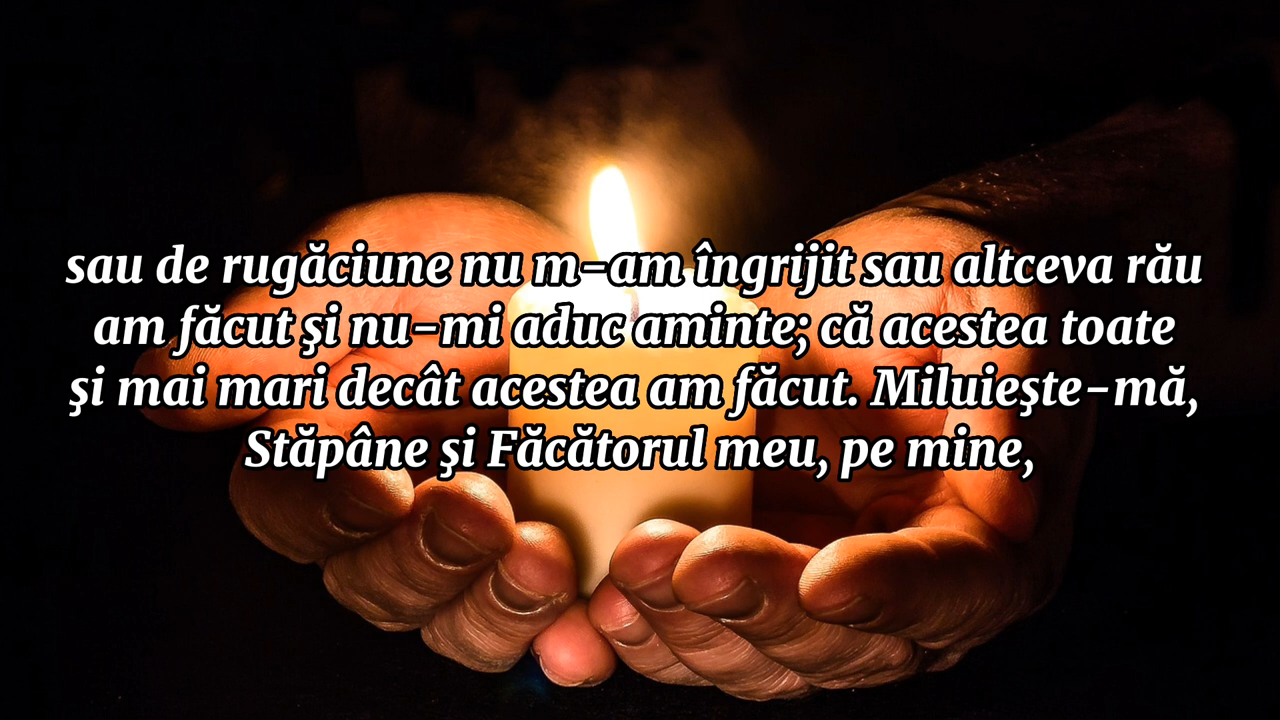 sau de rugăciune nu m-am îngrijit sau altceva rău
am făcut şi nu-mi aduc aminte; că acestea toate
şi mai mari decât acestea am făcut. Miluieşte-mă,
Stăpâne şi Făcătorul meu, pe mine,